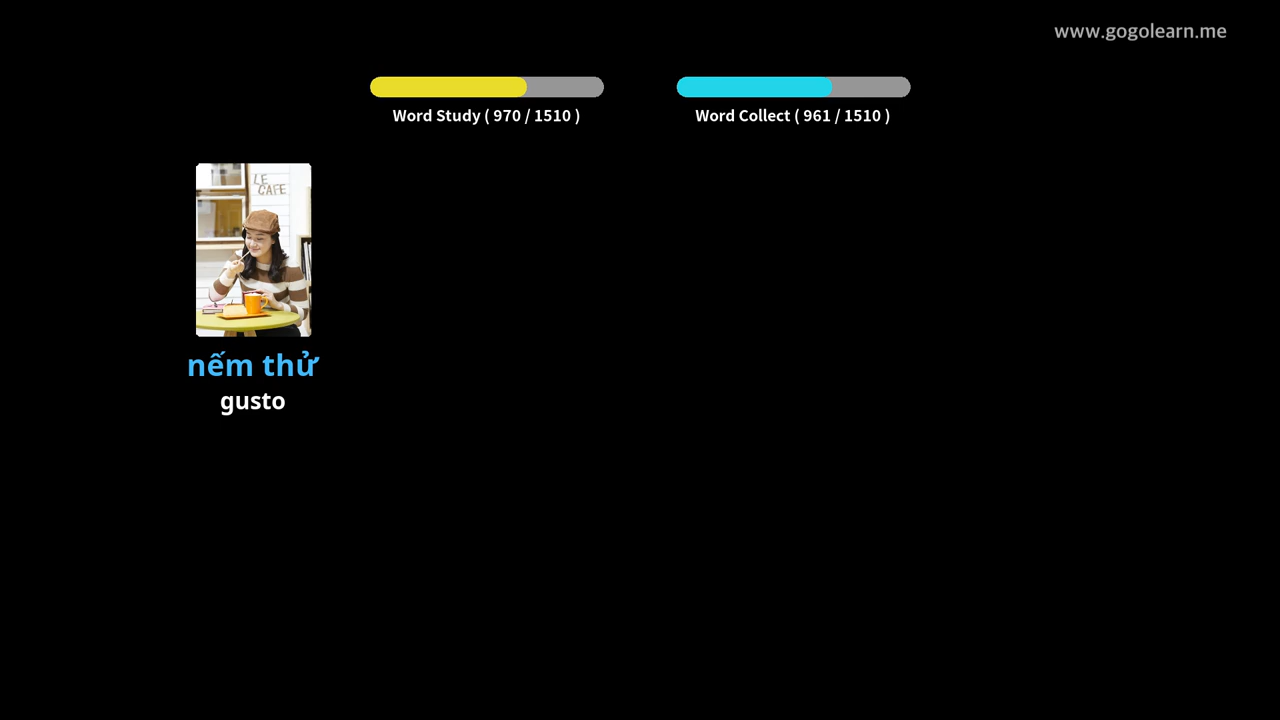 www.gogolearn.me
Word Study ( 970 / 1510 )
Word Collect ( 961 / 1510 )
LE
CAFE
nếm thử
gusto